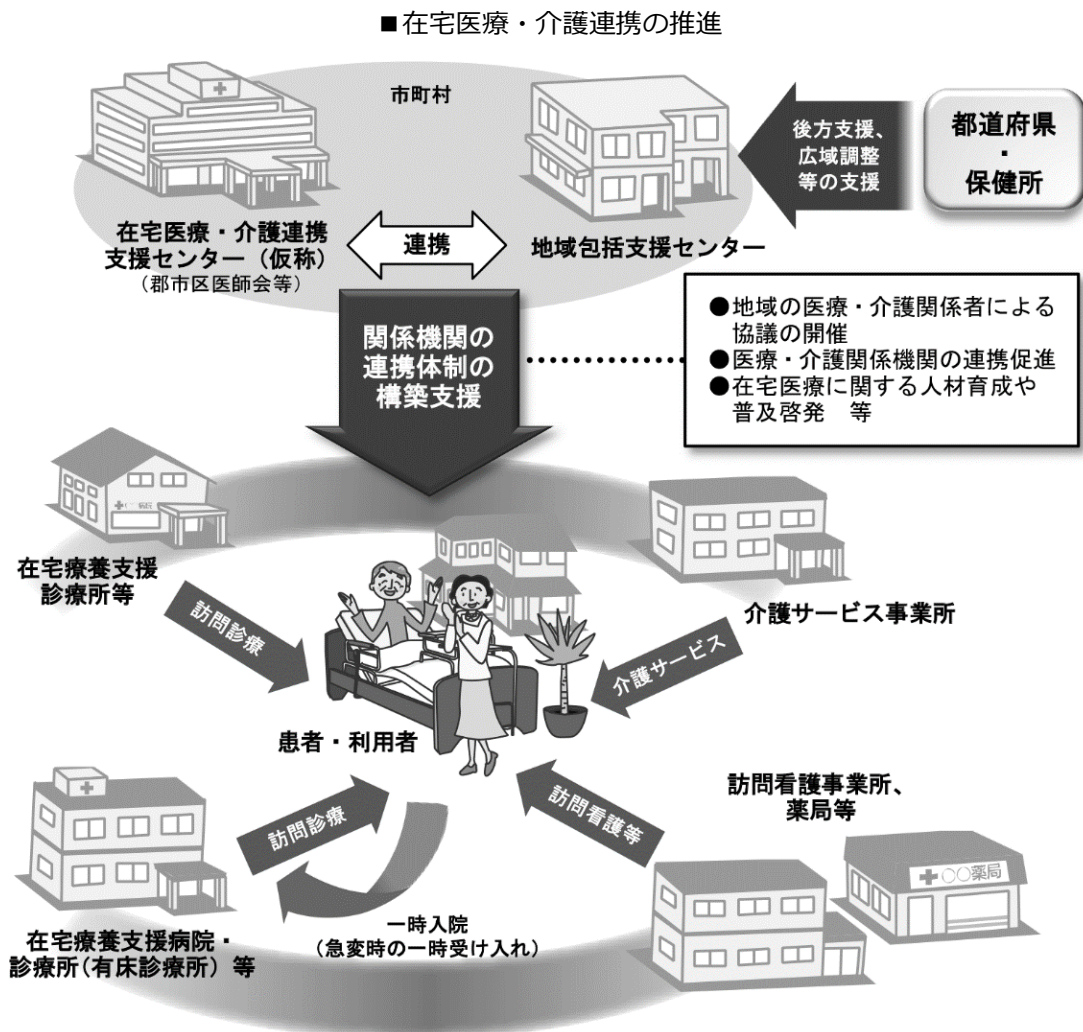 ■在宅医療・介護連携の推進
市町村
在宅医療・介護連携
支援センター（仮称）
（郡市区医師会等）
連携
地域包括支援センター
後方支援、
広域調整
等の支援
都道府県
・
保健所
関係機関の
連携体制の
構築支援
●地域の医療・介護関係者による
協議の開催
●医療・介護関係機関の連携促進
●在宅医療に関する人材育成や
普及啓発　等
在宅療養支援
診療所等
訪問診療
介護サービス事業所
介護サービス
患者・利用者
訪問診療
訪問看護等
訪問看護事業所、
薬局等
○○薬局
一時入院
（急変時の一時受け入れ）
在宅療養支援病院・
診療所（有床診療所）等